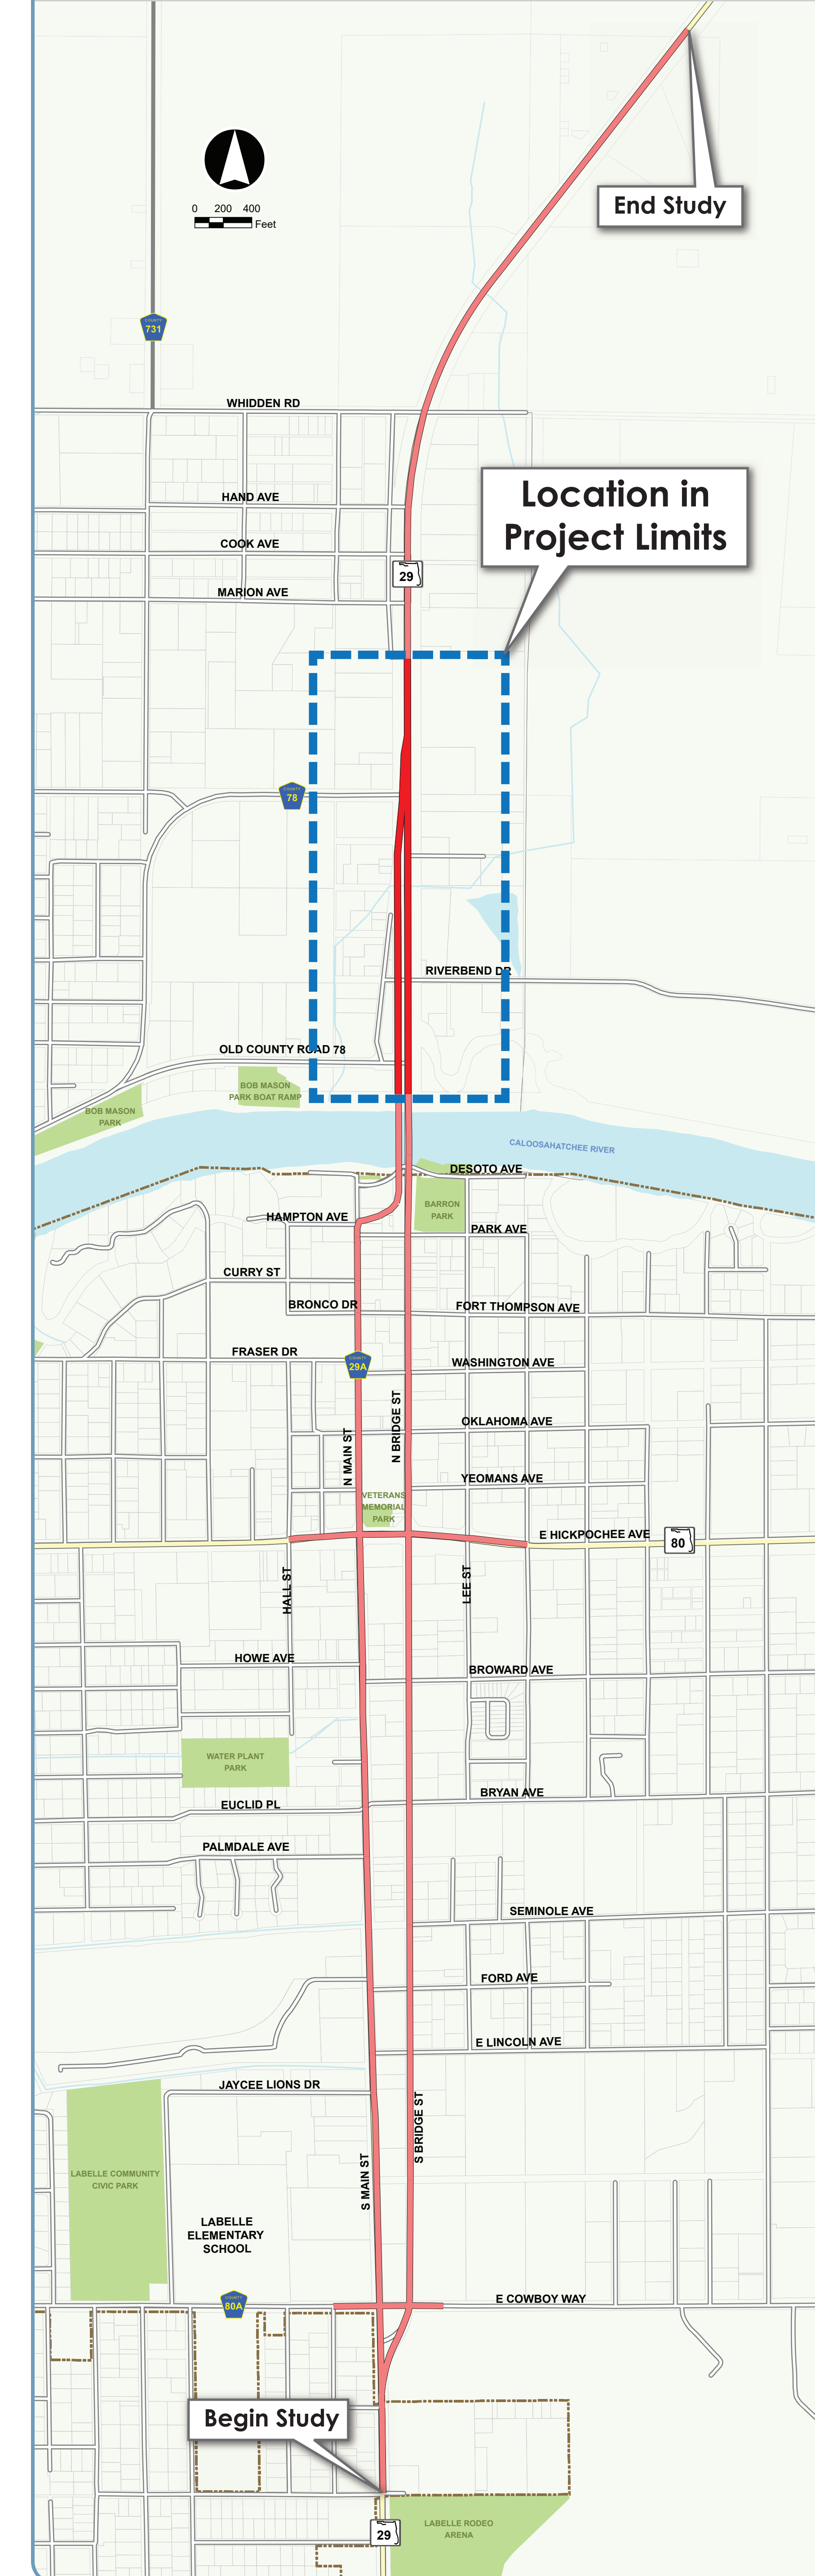 End Study
0 200 400
Feet
COUNTY
731
WHIDDEN RD
Location in
Project Limits
HAND AVE
COOK AVE
29
MARION AVE
COUNTY
78
RIVERBEND DR
OLD COUNTY ROAD 78
BOB MASON
PARK BOAT RAMP
BOB MASON
PARK
CALOOSAHATCHEE RIVER
DESOTO AVE
BARRON
PARK
HAMPTON AVE
PARK AVE
CURRY ST
BRONCO DR
FORT THOMPSON AVE
FRASER DR
COUNTY
29A
WASHINGTON AVE
N BRIDGE ST
OKLAHOMA AVE
N MAIN ST
YEOMANS AVE
VETERANS
MEMORIAL
PARK
E HICKPOCHEE AVE
80
HALL ST
LEE ST
HOWE AVE
BROWARD AVE
WATER PLANT
PARK
BRYAN AVE
EUCLID PL
PALMDALE AVE
SEMINOLE AVE
FORD AVE
E LINCOLN AVE
JAYCEE LIONS DR
S BRIDGE ST
S MAIN ST
LABELLE COMMUNITY
CIVIC PARK
LABELLE
ELEMENTARY
SCHOOL
COUNTY
80A
E COWBOY WAY
Begin Study
29
LABELLE RODEO
ARENA